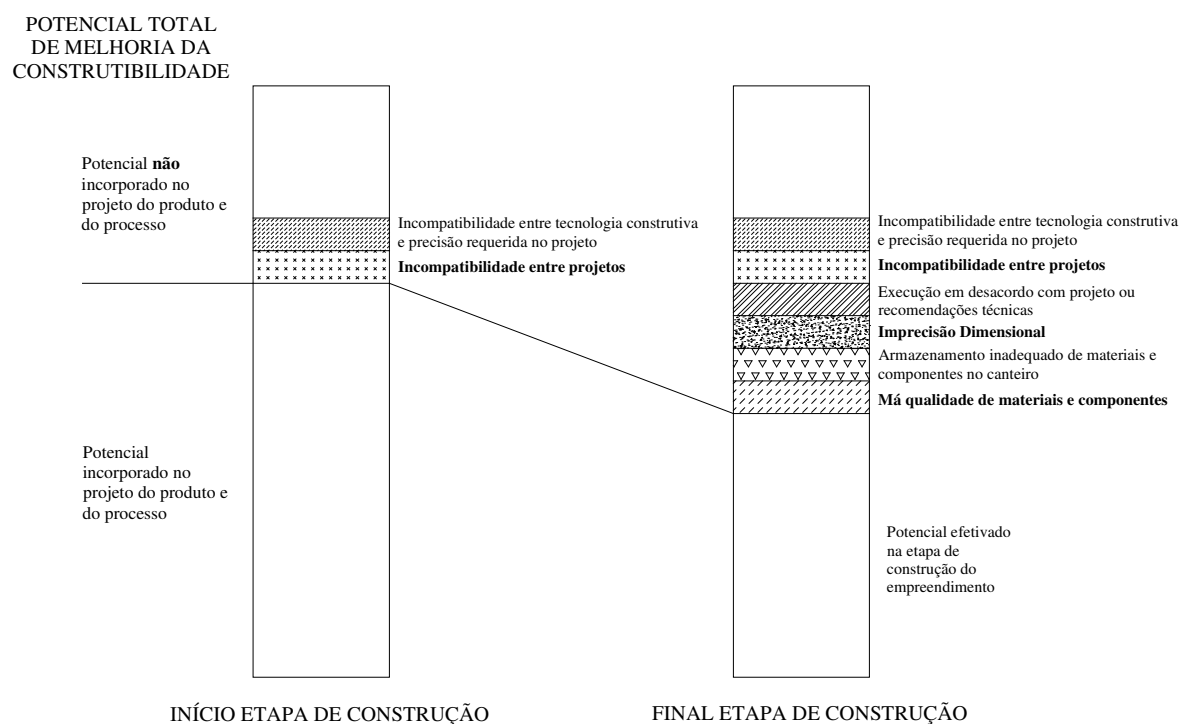 POTENCIAL TOTAL
DE MELHORIA DA
CONSTRUTIBILIDADE
Potencial não
incorporado no
projeto do produto e
do processo
Incompatibilidade entre tecnologia construtiva
e precisão requerida no projeto
Incompatibilidade entre projetos
Potencial
incorporado no
projeto do produto e
do processo
Incompatibilidade entre tecnologia construtiva
e precisão requerida no projeto
Incompatibilidade entre projetos
Execução em desacordo com projeto ou
recomendações técnicas
Imprecisão Dimensional
Armazenamento inadequado de materiais e
componentes no canteiro
Má qualidade de materiais e componentes
Potencial efetivado
na etapa de
construção do
empreendimento
INÍCIO ETAPA DE CONSTRUÇÃO
FINAL ETAPA DE CONSTRUÇÃO